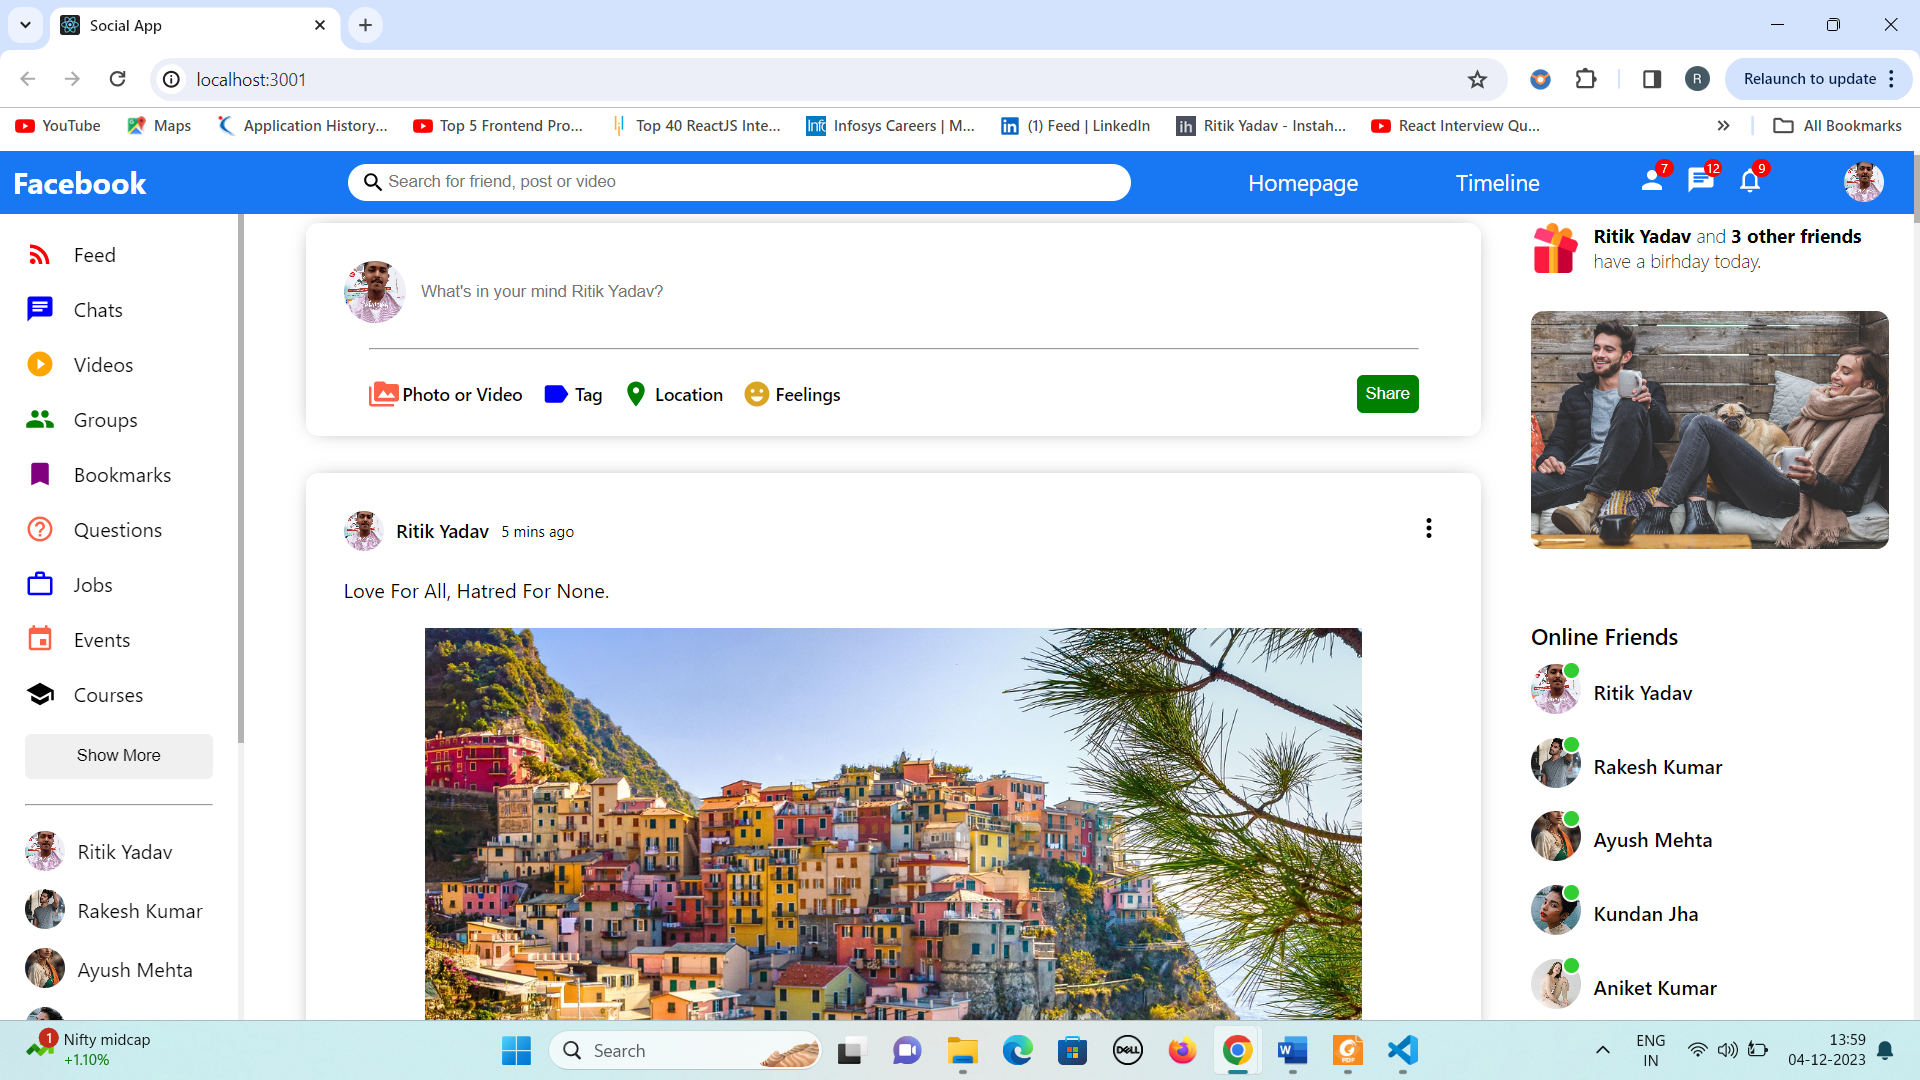 Social App
localhost:3001
Relaunch to update
R
YouTube
Maps
Application History...
Top 5 Frontend Pro...
Top 40 ReactJS Inte...
Infosys Careers | M...
(1) Feed | LinkedIn
Ritik Yadav - Instah...
React Interview Qu...
All Bookmarks
Facebook
Search for friend, post or video
Homepage
Timeline
7
12
9
Feed
Chats
Videos
Groups
Bookmarks
Questions
Jobs
Events
Courses
Show More
Ritik Yadav
Rakesh Kumar
Ayush Mehta
What's in your mind Ritik Yadav?
Photo or Video
Tag
Location
Feelings
Share
Ritik Yadav 5 mins ago
Love For All, Hatred For None.
Ritik Yadav and 3 other friends
have a birhday today.
Online Friends
Ritik Yadav
Rakesh Kumar
Ayush Mehta
Kundan Jha
Aniket Kumar
1
Nifty midcap
+1.10%
Search
DELL
PDF
ENG
IN
13:59
04-12-2023